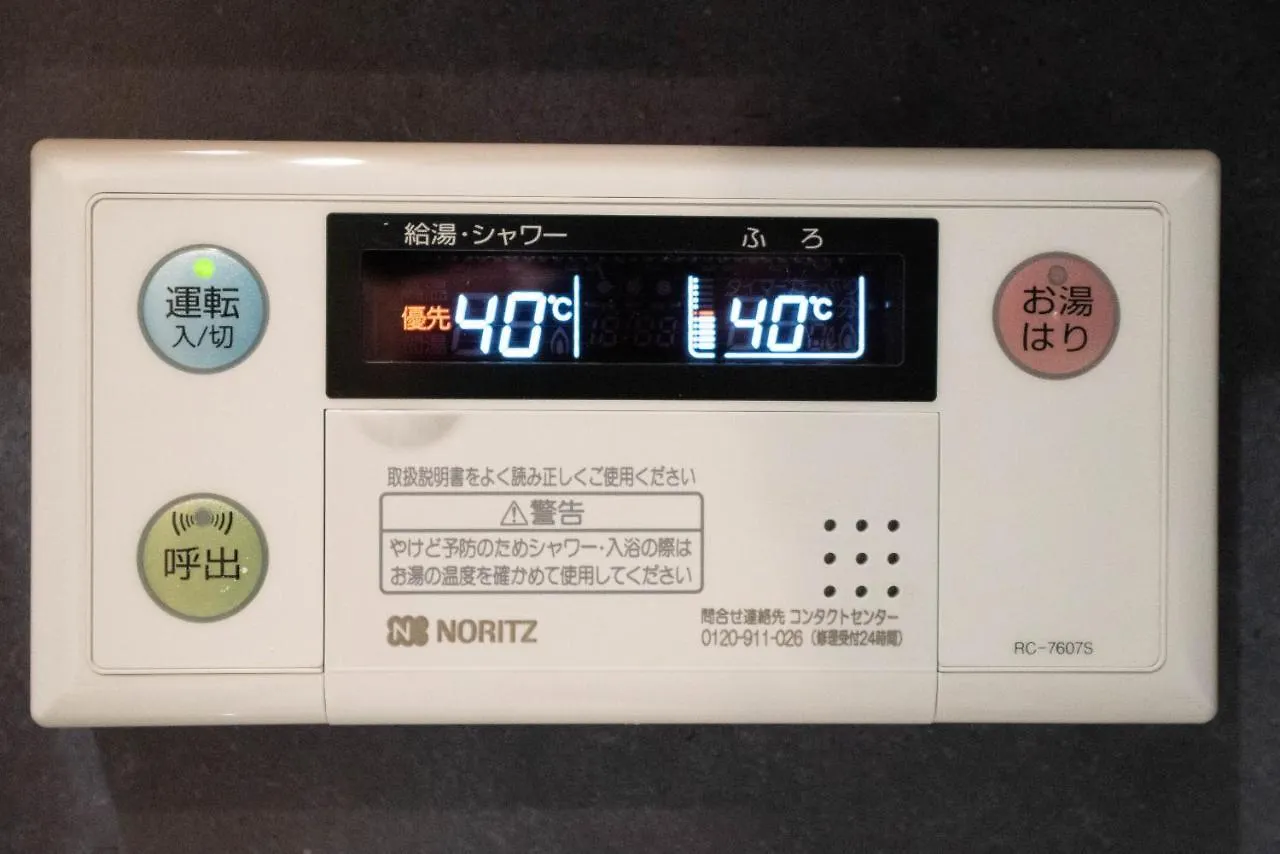 給湯・シャワー
ふろ
優先 40℃
40℃
運転
入/切
お湯
はり
呼出
取扱説明書をよく読み正しくご使用ください
⚠警告
やけど予防のためシャワー・入浴の際は
お湯の温度を確かめて使用してください
NORITZ
問合せ連絡先 コンタクトセンター
0120-911-026（修理受付24時間）
RC-7607S